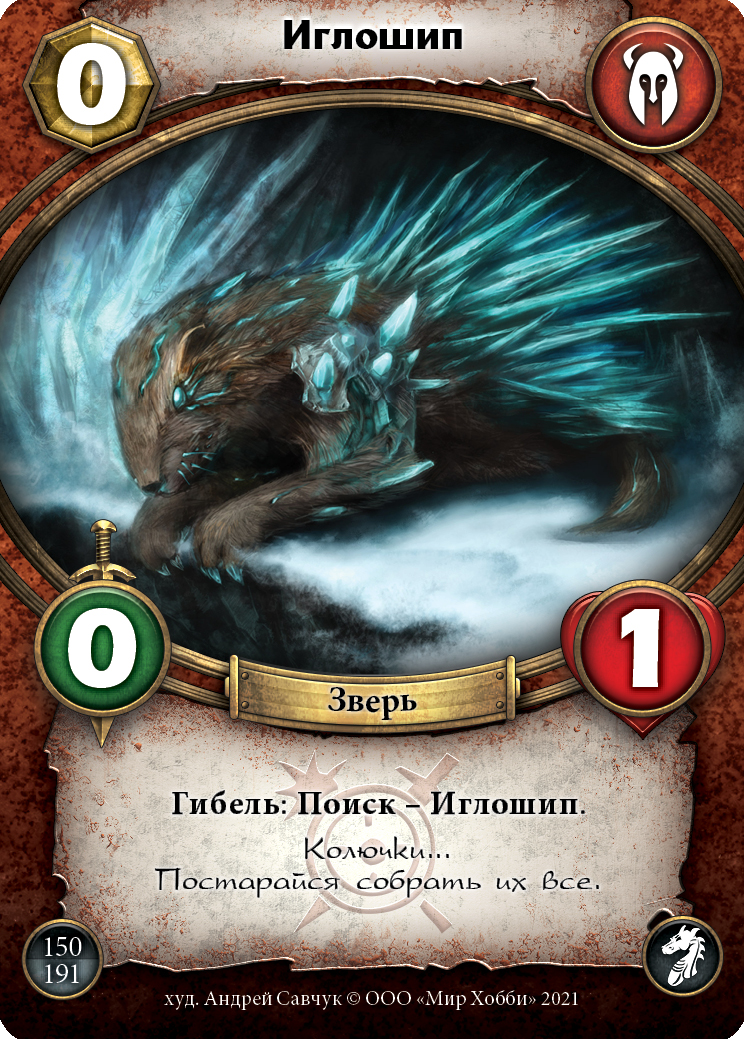 Иглошип
0
0
1
Зверь
Гибель: Поиск – Иглошип.
Колючки...
Постарайся собрать их все.
150
191
худ. Андрей Савчук © ООО «Мир Хобби» 2021